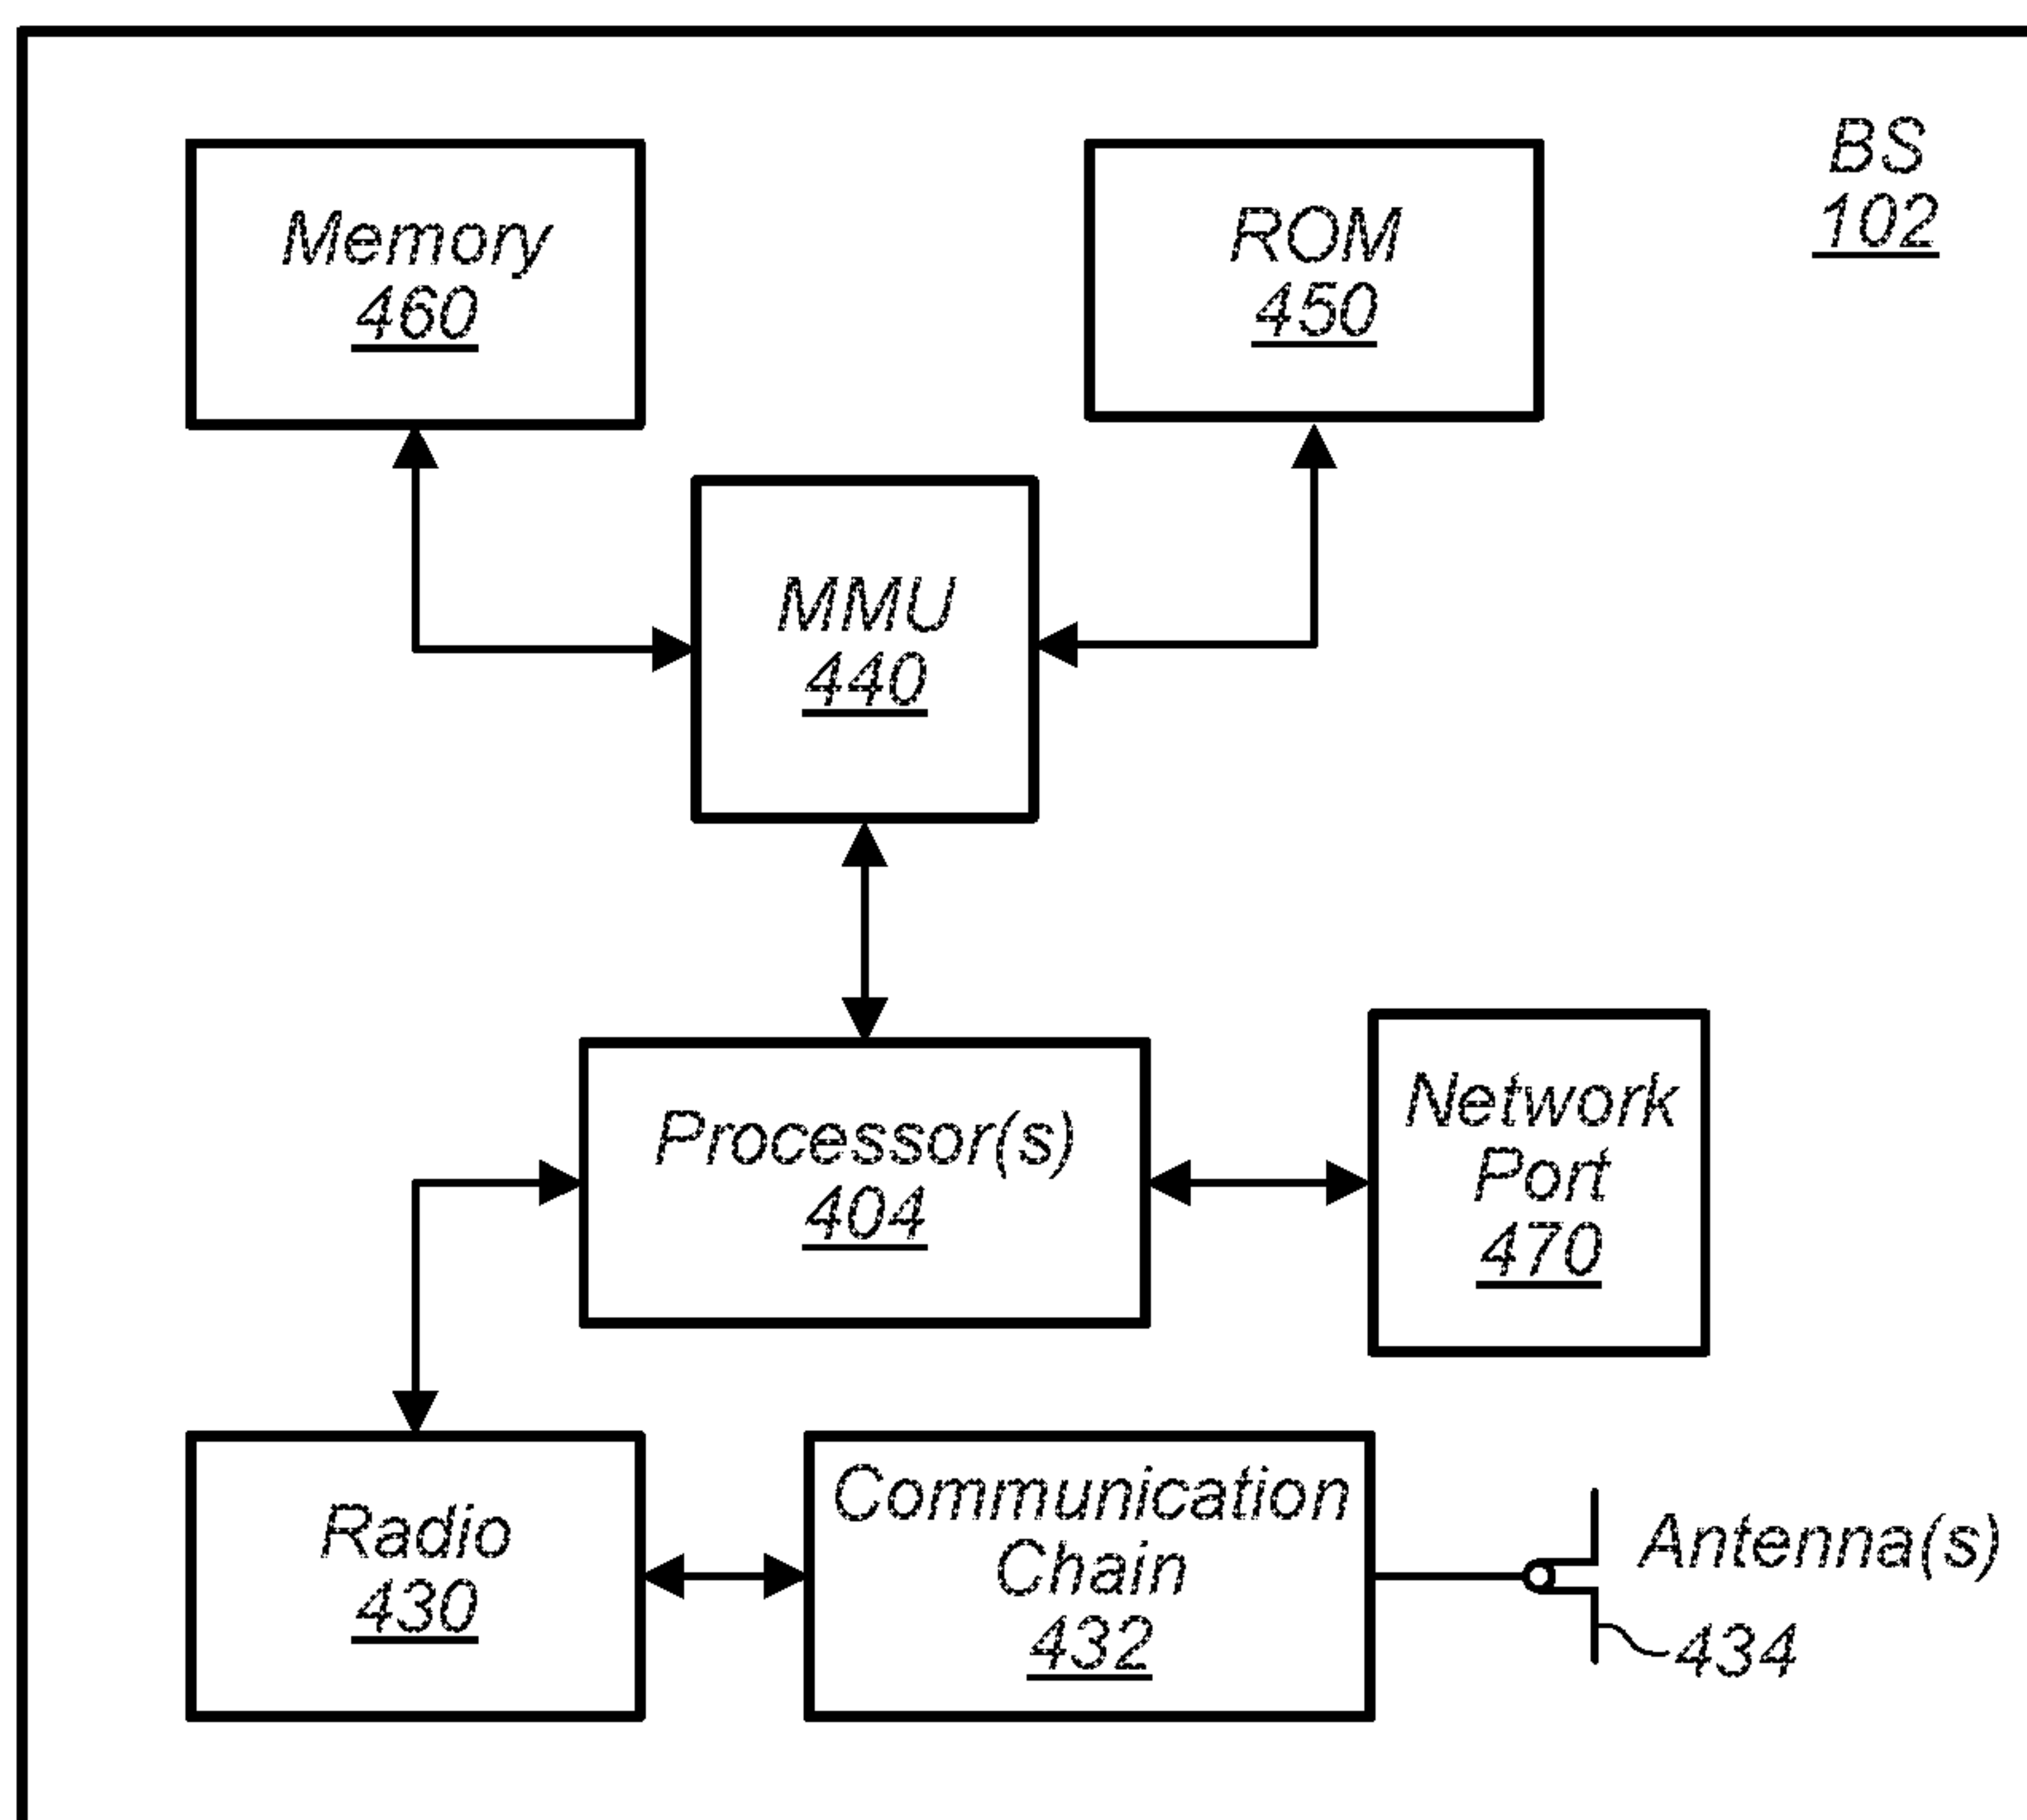 BS
102
Memory
460
ROM
450
MMU
440
Processor(s)
404
Network
Port
470
Radio
430
Communication
Chain
432
Antenna(s)
434